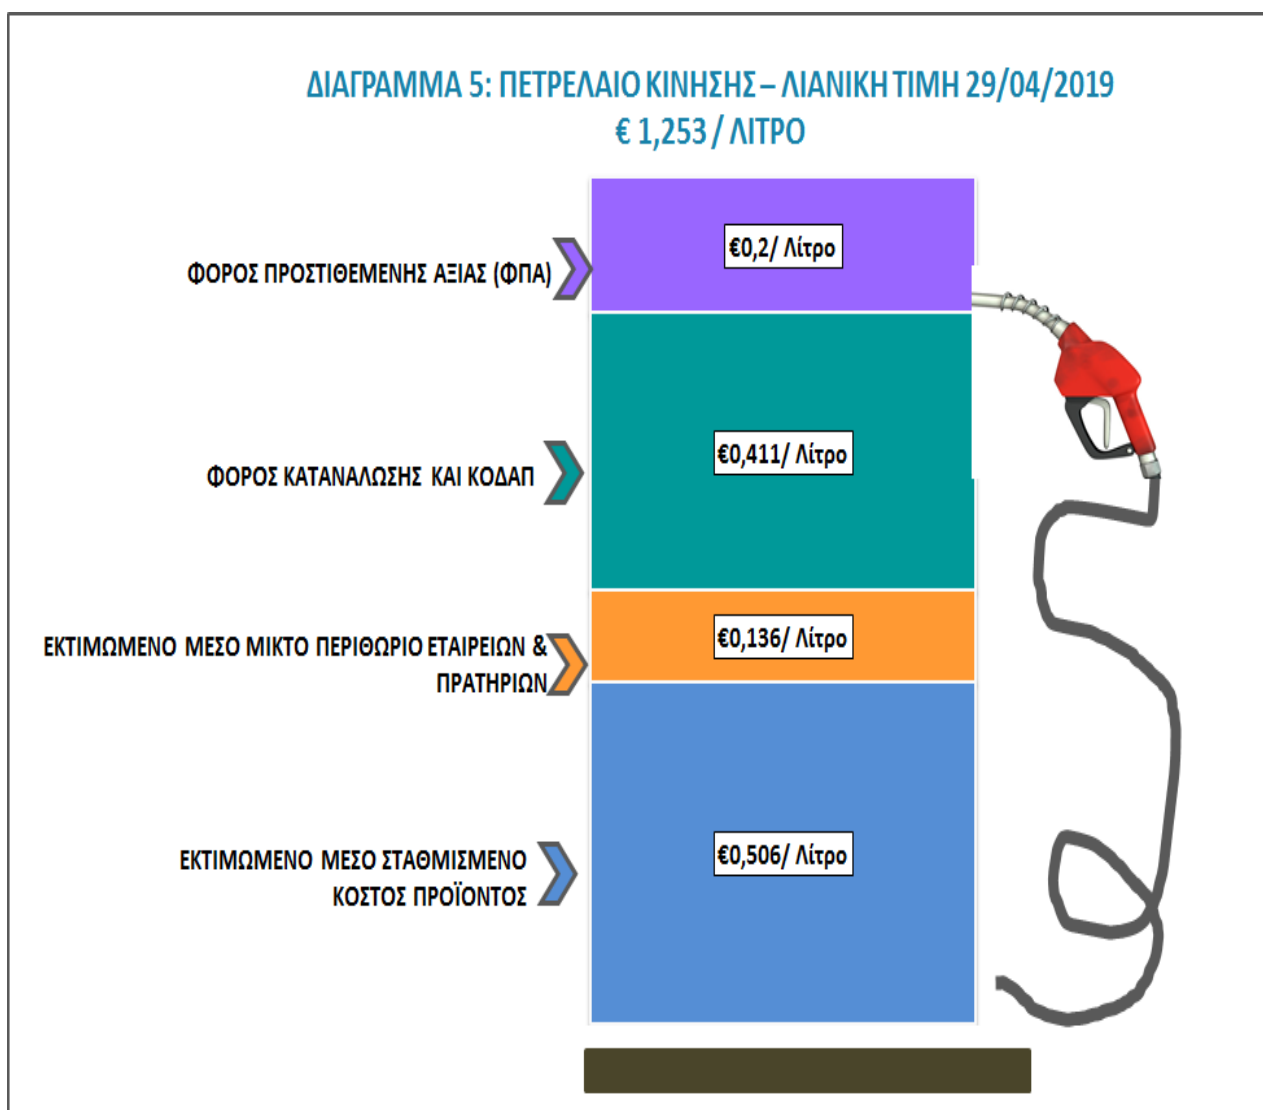 ΔΙΑΓΡΑΜΜΑ 5: ΠΕΤΡΕΛΑΙΟ ΚΙΝΗΣΗΣ – ΛΙΑΝΙΚΗ ΤΙΜΗ 29/04/2019
€ 1,253 / ΛΙΤΡΟ
€0,2/ Λίτρο
ΦΟΡΟΣ ΠΡΟΣΤΙΘΕΜΕΝΗΣ ΑΞΙΑΣ (ΦΠΑ)
€0,411/ Λίτρο
ΦΟΡΟΣ ΚΑΤΑΝΑΛΩΣΗΣ ΚΑΙ ΚΟΔΑΠ
€0,136/ Λίτρο
ΕΚΤΙΜΩΜΕΝΟ ΜΕΣΟ ΜΙΚΤΟ ΠΕΡΙΘΩΡΙΟ ΕΤΑΙΡΕΙΩΝ &
ΠΡΑΤΗΡΙΩΝ
€0,506/ Λίτρο
ΕΚΤΙΜΩΜΕΝΟ ΜΕΣΟ ΣΤΑΘΜΙΣΜΕΝΟ
ΚΟΣΤΟΣ ΠΡΟΪΟΝΤΟΣ